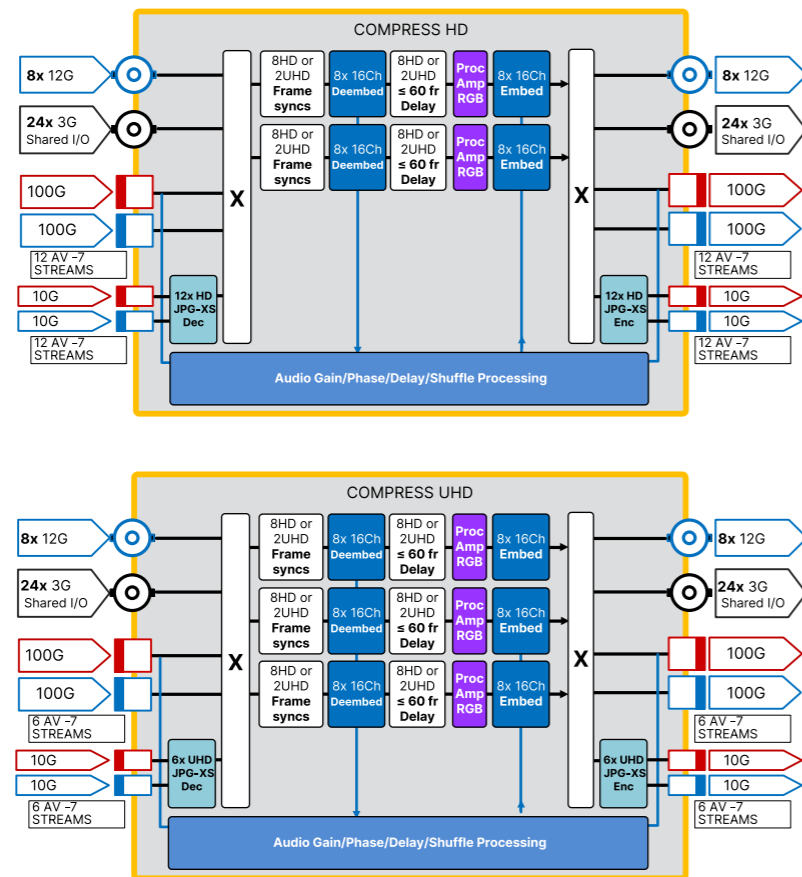 COMPRESS HD
8x 12G
24x 3G
Shared I/O
100G
100G
12 AV –7
STREAMS
10G
10G
12 AV –7
STREAMS
12x HD
JPG-XS
Dec
X
8HD or
2UHD
Frame
syncs
8x 16Ch
Deembed
8HD or
2UHD
≤ 60 fr
Delay
Proc
Amp
RGB
8x 16Ch
Embed
8HD or
2UHD
Frame
syncs
8x 16Ch
Deembed
8HD or
2UHD
≤ 60 fr
Delay
Proc
Amp
RGB
8x 16Ch
Embed
X
12x HD
JPG-XS
Enc
Audio Gain/Phase/Delay/Shuffle Processing
8x 12G
24x 3G
Shared I/O
100G
100G
12 AV –7
STREAMS
10G
10G
12 AV –7
STREAMS
COMPRESS UHD
8x 12G
24x 3G
Shared I/O
100G
100G
6 AV –7
STREAMS
10G
10G
6 AV –7
STREAMS
6x UHD
JPG-XS
Dec
X
8HD or
2UHD
Frame
syncs
8x 16Ch
Deembed
8HD or
2UHD
≤ 60 fr
Delay
Proc
Amp
RGB
8x 16Ch
Embed
8HD or
2UHD
Frame
syncs
8x 16Ch
Deembed
8HD or
2UHD
≤ 60 fr
Delay
Proc
Amp
RGB
8x 16Ch
Embed
8HD or
2UHD
Frame
syncs
8x 16Ch
Deembed
8HD or
2UHD
≤ 60 fr
Delay
Proc
Amp
RGB
8x 16Ch
Embed
X
6x UHD
JPG-XS
Enc
Audio Gain/Phase/Delay/Shuffle Processing
8x 12G
24x 3G
Shared I/O
100G
100G
6 AV –7
STREAMS
10G
10G
6 AV –7
STREAMS